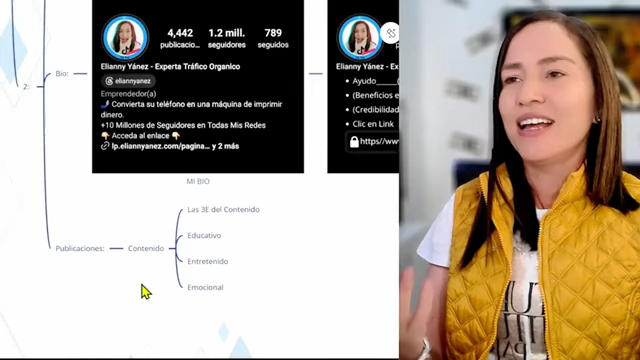 2:
Bio:
4,442
1.2 mill.
789
publicacio...
seguidores
seguidos
Elianny Yánez - Experta Tráfico Organico
eliannyanez
Emprendedor(a)
Convierta su teléfono en una máquina de imprimir
dinero.
+10 Millones de Seguidores en Todas Mis Redes
Acceda al enlace
lp.eliannyanez.com/pagina... y 2 más
MI BIO
Elianny Yánez - Ex
• Ayudo_____(
• (Beneficios e
• (Credibilidad
• Clic en Link
https//ww
Las 3E del Contenido
Educativo
Publicaciones:
Contenido
Entretenido
Emocional